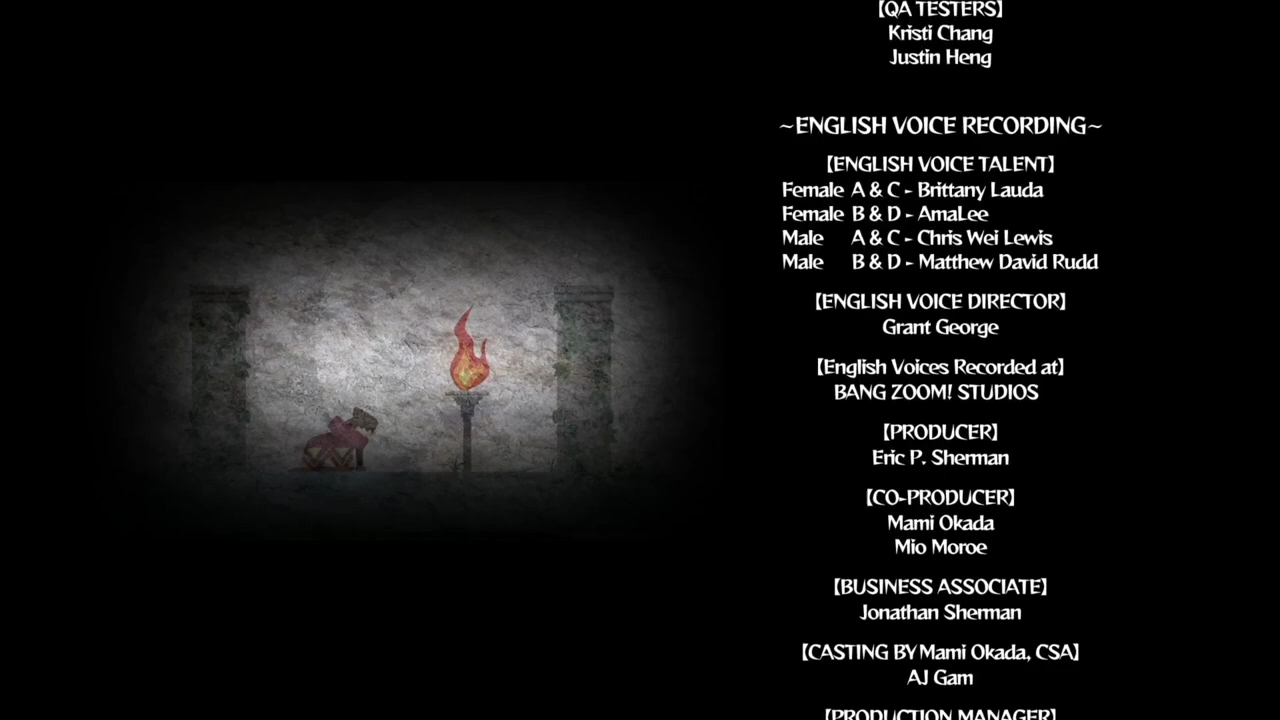 【QA TESTERS】
Kristi Chang
Justin Heng
~ENGLISH VOICE RECORDING~
【ENGLISH VOICE TALENT】
Female A & C - Brittany Lauda
Female B & D - AmaLee
Male A & C - Chris Wei Lewis
Male B & D - Matthew David Rudd
【ENGLISH VOICE DIRECTOR】
Grant George
【English Voices Recorded at】
BANG ZOOM! STUDIOS
【PRODUCER】
Eric P. Sherman
【CO-PRODUCER】
Mami Okada
Mio Moroe
【BUSINESS ASSOCIATE】
Jonathan Sherman
【CASTING BY Mami Okada, CSA】
AJ Gam
【PRODUCTION MANAGER】